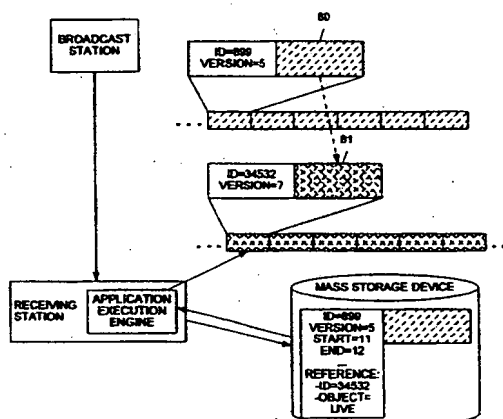 BROADCAST
STATION
80
ID=899
VERSION=5
81
ID=34532
VERSION=7
RECEIVING
STATION
APPLICATION
EXECUTION
ENGINE
MASS STORAGE DEVICE
ID=899
VERSION=5
START=11
END=12
REFERENCE:
-ID=34532
-OBJECT=
LIVE